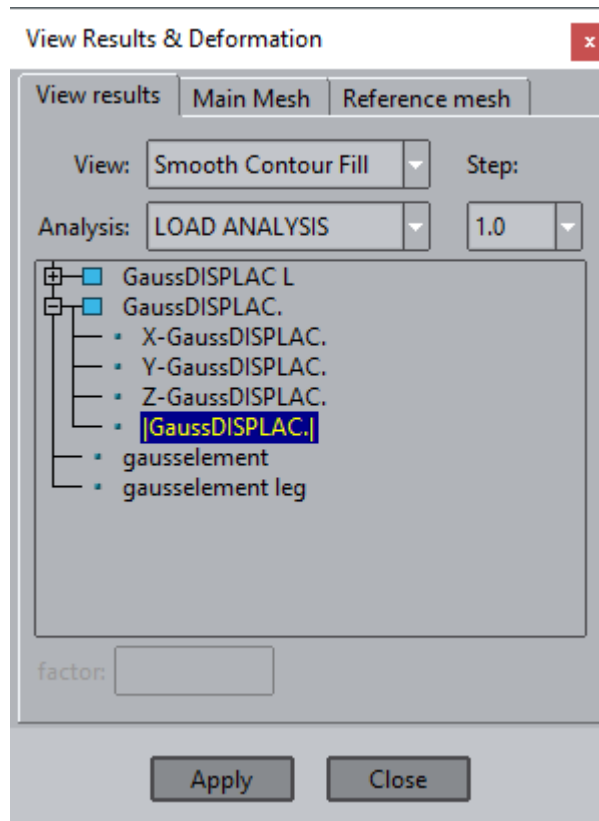 View Results & Deformation x
View results Main Mesh Reference mesh
View: Smooth Contour Fill Step:
Analysis: LOAD ANALYSIS 1.0
GaussDISPLAC L
GaussDISPLAC.
X-GaussDISPLAC.
Y-GaussDISPLAC.
Z-GaussDISPLAC.
|GaussDISPLAC.|
gausselement
gausselement leg
factor:
Apply Close